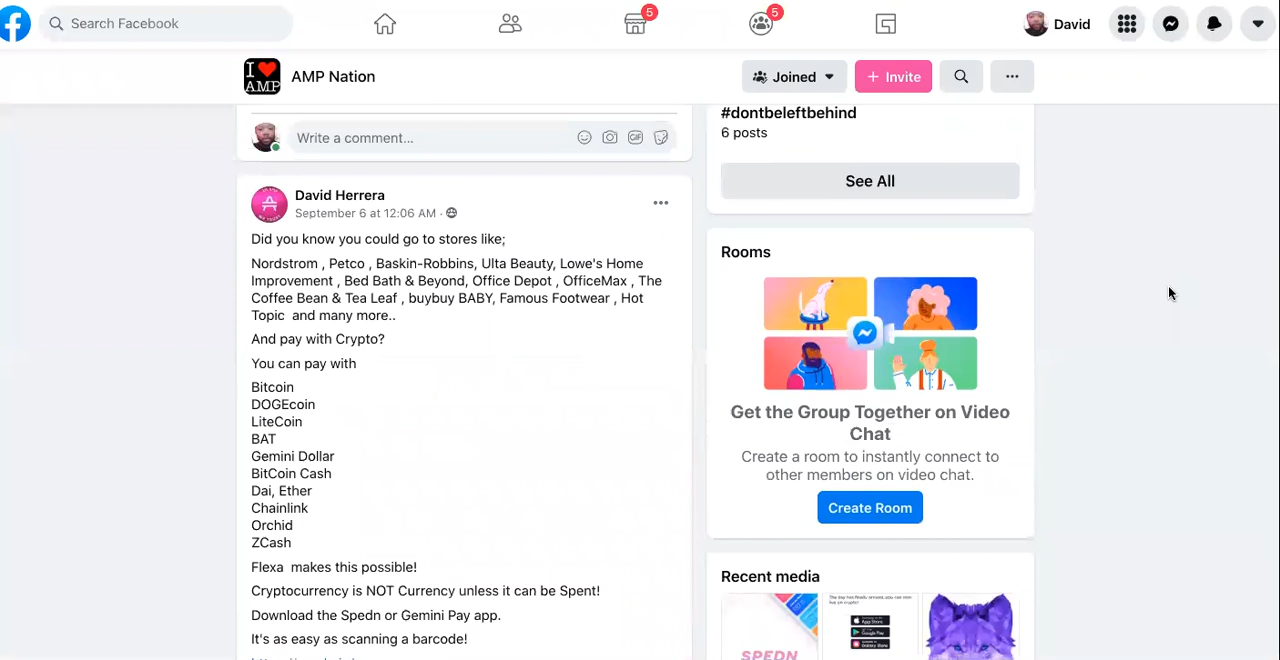 Search Facebook
5
5
David
I ❤ AMP
AMP Nation
Joined
+ Invite
#dontbeleftbehind
6 posts
See All
Write a comment...
GIF
David Herrera
September 6 at 12:06 AM ·
Did you know you could go to stores like;
Nordstrom , Petco , Baskin-Robbins, Ulta Beauty, Lowe's Home
Improvement , Bed Bath & Beyond, Office Depot , OfficeMax , The
Coffee Bean & Tea Leaf , buybuy BABY, Famous Footwear , Hot
Topic and many more..
And pay with Crypto?
You can pay with
Bitcoin
DOGEcoin
LiteCoin
BAT
Gemini Dollar
BitCoin Cash
Dai, Ether
Chainlink
Orchid
ZCash
Flexa makes this possible!
Cryptocurrency is NOT Currency unless it can be Spent!
Download the Spedn or Gemini Pay app.
It's as easy as scanning a barcode!
Rooms
Get the Group Together on Video
Chat
Create a room to instantly connect to
other members on video chat.
Create Room
Recent media
SPEDN
App Store
Google Play